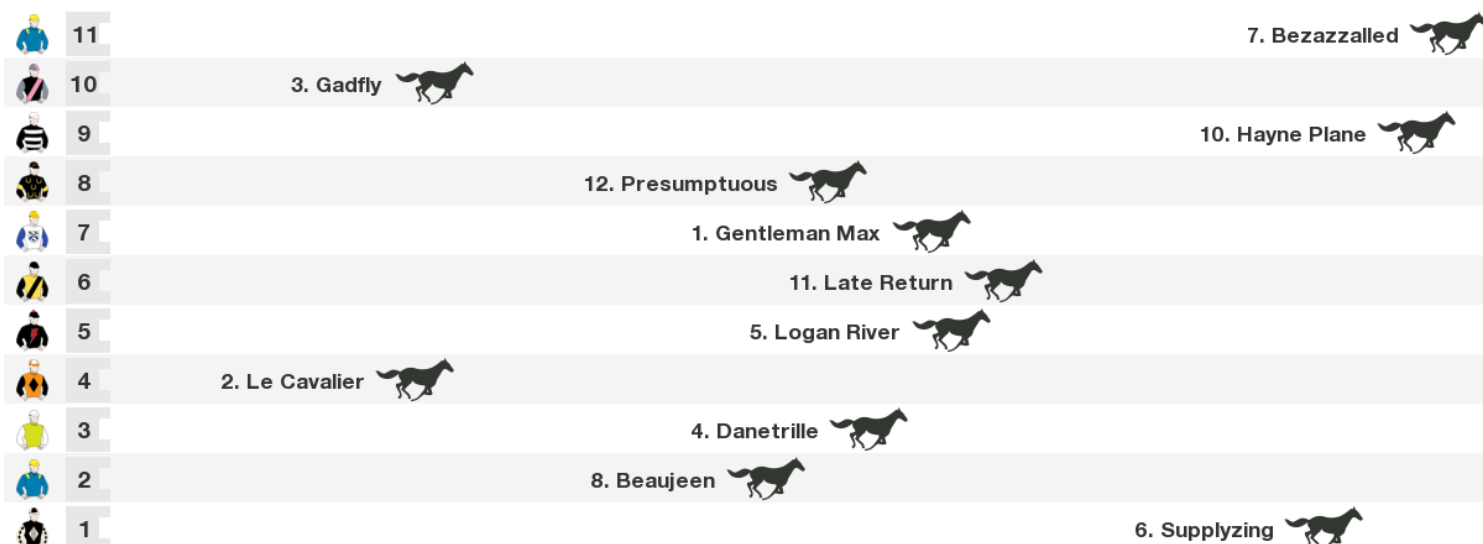 11 7. Bezazzalled
10 3. Gadfly
9 10. Hayne Plane
8 12. Presumptuous
7 1. Gentleman Max
6 11. Late Return
5 5. Logan River
4 2. Le Cavalier
3 4. Danetrille
2 8. Beaujeen
1 6. Supplyzing